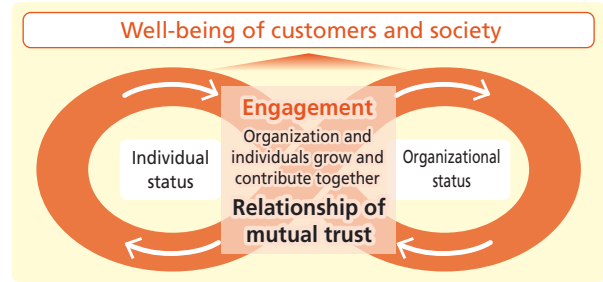 Well-being of customers and society
Engagement
Organization and
individuals grow and
contribute together
Relationship of
mutual trust
Individual
status
Organizational
status